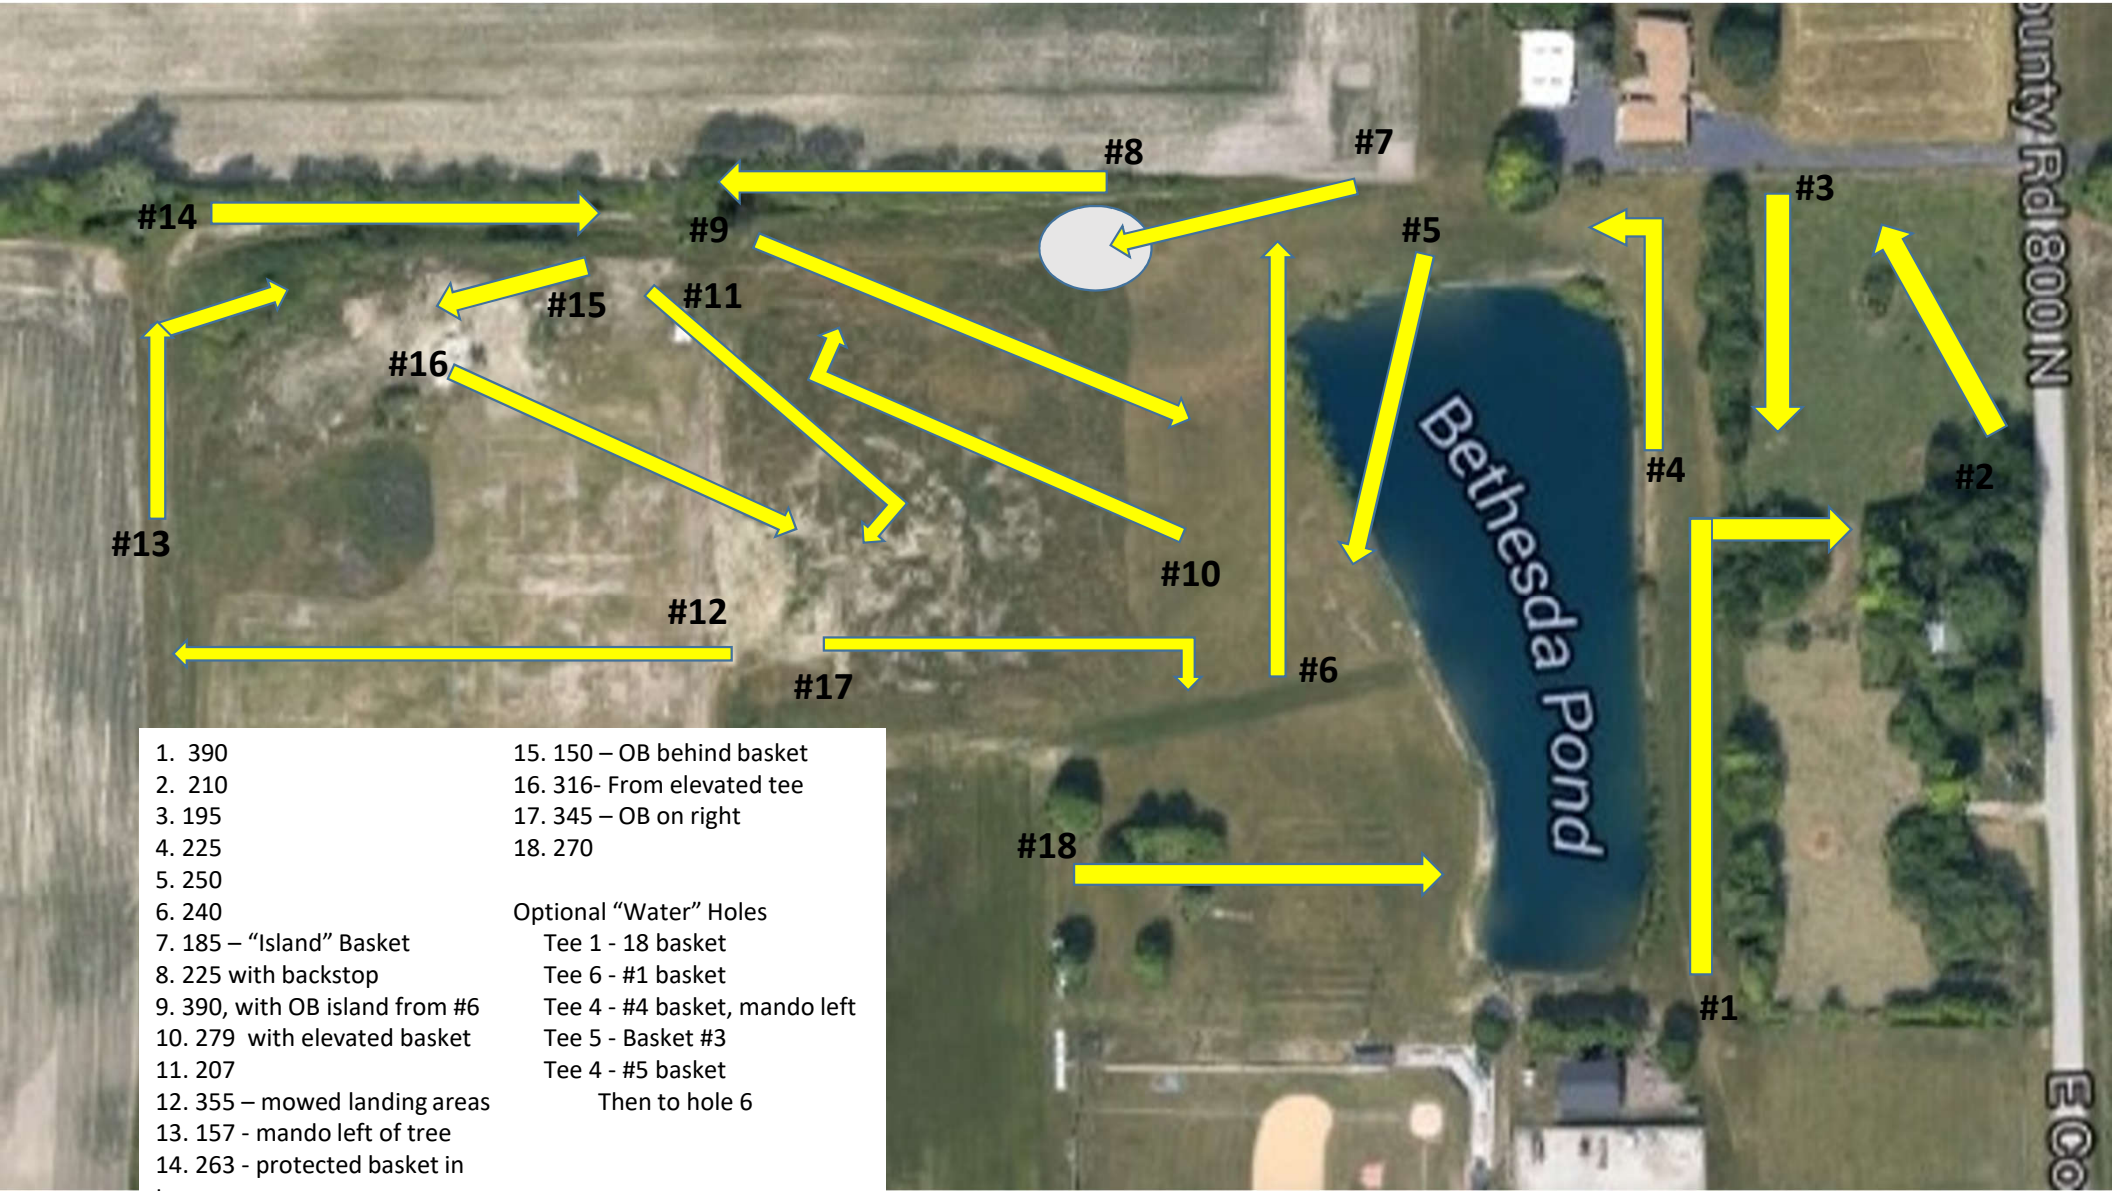 ounty Rd 800 N
#7
#8
#3
#14
#9
#5
#11
#15
#16
#4
#2
Bethesda Pond
#13
#10
#12
#6
#17
#18
#1
E Co
1. 390
2. 210
3. 195
4. 225
5. 250
6. 240
7. 185 – “Island” Basket
8. 225 with backstop
9. 390, with OB island from #6
10. 279 with elevated basket
11. 207
12. 355 – mowed landing areas
13. 157 - mando left of tree
14. 263 - protected basket in
15. 150 – OB behind basket
16. 316- From elevated tee
17. 345 – OB on right
18. 270
Optional “Water” Holes
Tee 1 - 18 basket
Tee 6 - #1 basket
Tee 4 - #4 basket, mando left
Tee 5 - Basket #3
Tee 4 - #5 basket
Then to hole 6